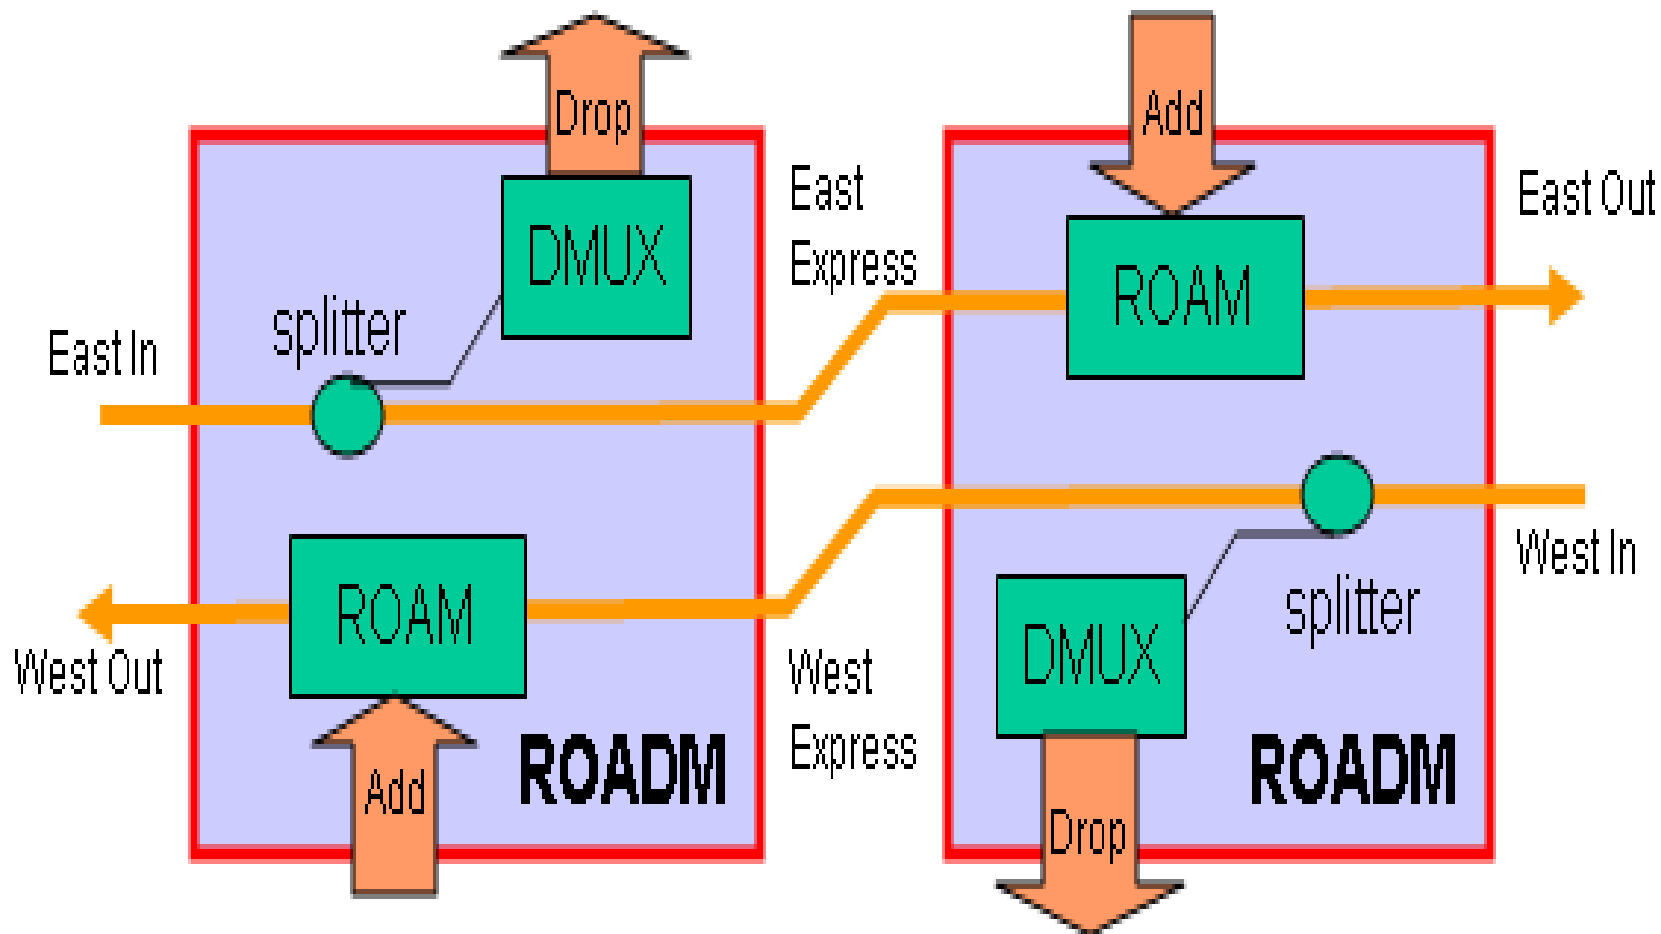 Drop
Add
East
Express
East Out
DMUX
ROAM
splitter
East In
West In
ROAM
splitter
DMUX
West Out
West
Express
ROADM
ROADM
Add
Drop